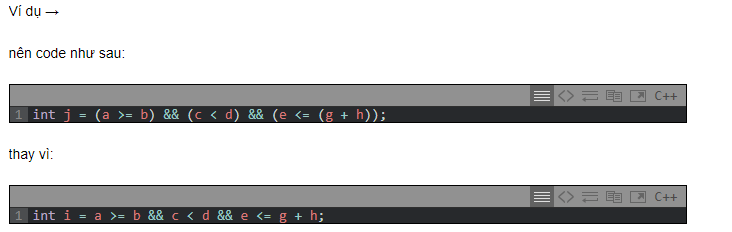 Ví dụ →
nên code như sau:
C++
1 int j = (a >= b) && (c < d) && (e <= (g + h));
thay vì:
C++
1 int i = a >= b && c < d && e <= g + h;